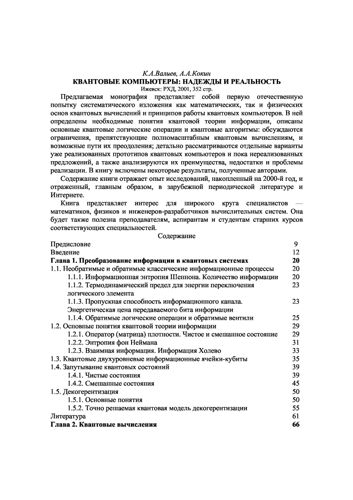 К.А.Валиев, А.А.Кокин
КВАНТОВЫЕ КОМПЬЮТЕРЫ: НАДЕЖДЫ И РЕАЛЬНОСТЬ
Ижевск: РХД, 2001, 352 стр.
Предлагаемая монография представляет собой первую отечественную
попытку систематического изложения как математических, так и физических
основ квантовых вычислений и принципов работы квантовых компьютеров. В ней
определены необходимые понятия квантовой теории информации, описаны
основные квантовые логические операции и квантовые алгоритмы: обсуждаются
ограничения, препятствующие полномасштабным квантовым вычислениям, и
возможные пути их преодоления; детально рассматриваются отдельные варианты
уже реализованных прототипов квантовых компьютеров и пока нереализованных
предложений, а также анализируются их преимущества, недостатки и проблемы
реализации. В книгу включены некоторые результаты, полученные авторами.
Содержание книги отражает опыт исследований, накопленный на 2000-й год, и
отраженный, главным образом, в зарубежной периодической литературе и
Интернете.
Книга представляет интерес для широкого круга специалистов —
математиков, физиков и инженеров-разработчиков вычислительных систем. Она
будет также полезна преподавателям, аспирантам и студентам старших курсов
соответствующих специальностей.
Содержание
Предисловие 9
Введение 12
Глава 1. Преобразование информации в квантовых системах 20
1.1. Необратимые и обратимые классические информационные процессы 20
1.1.1. Информационная энтропия Шеннона. Количество информации 20
1.1.2. Термодинамический предел для энергии переключения 23
логического элемента
1.1.3. Пропускная способность информационного канала. 23
Энергетическая цена передаваемого бита информации
1.1.4. Обратимые логические операции и обратимые вентили 25
1.2. Основные понятия квантовой теории информации 29
1.2.1. Оператор (матрица) плотности. Чистое и смешанное состояние 29
1.2.2. Энтропия фон Неймана 31
1.2.3. Взаимная информация. Информация Холево 33
1.3. Квантовые двухуровневые информационные ячейки-кубиты 35
1.4. Запутывание квантовых состояний 39
1.4.1. Чистые состояния 39
1.4.2. Смешанные состояния 45
1.5. Декогерентизация 50
1.5.1. Основные понятия 50
1.5.2. Точно решаемая квантовая модель декогерентизации 55
Литература 61
Глава 2. Квантовые вычисления 66